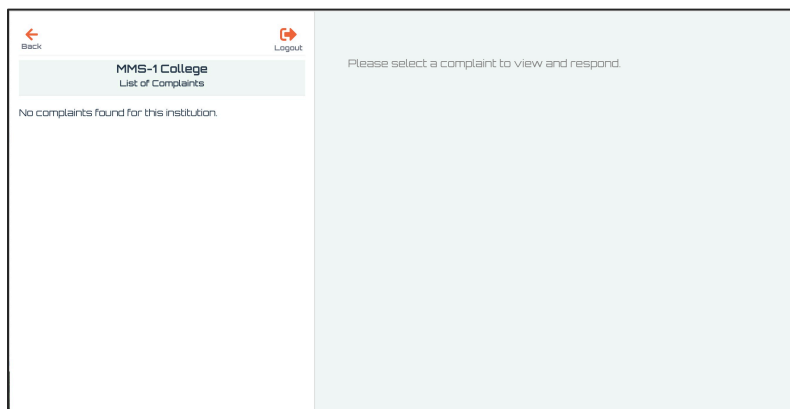 Back
Logout
MMS-1 College
List of Complaints
No complaints found for this institution.
Please select a complaint to view and respond.